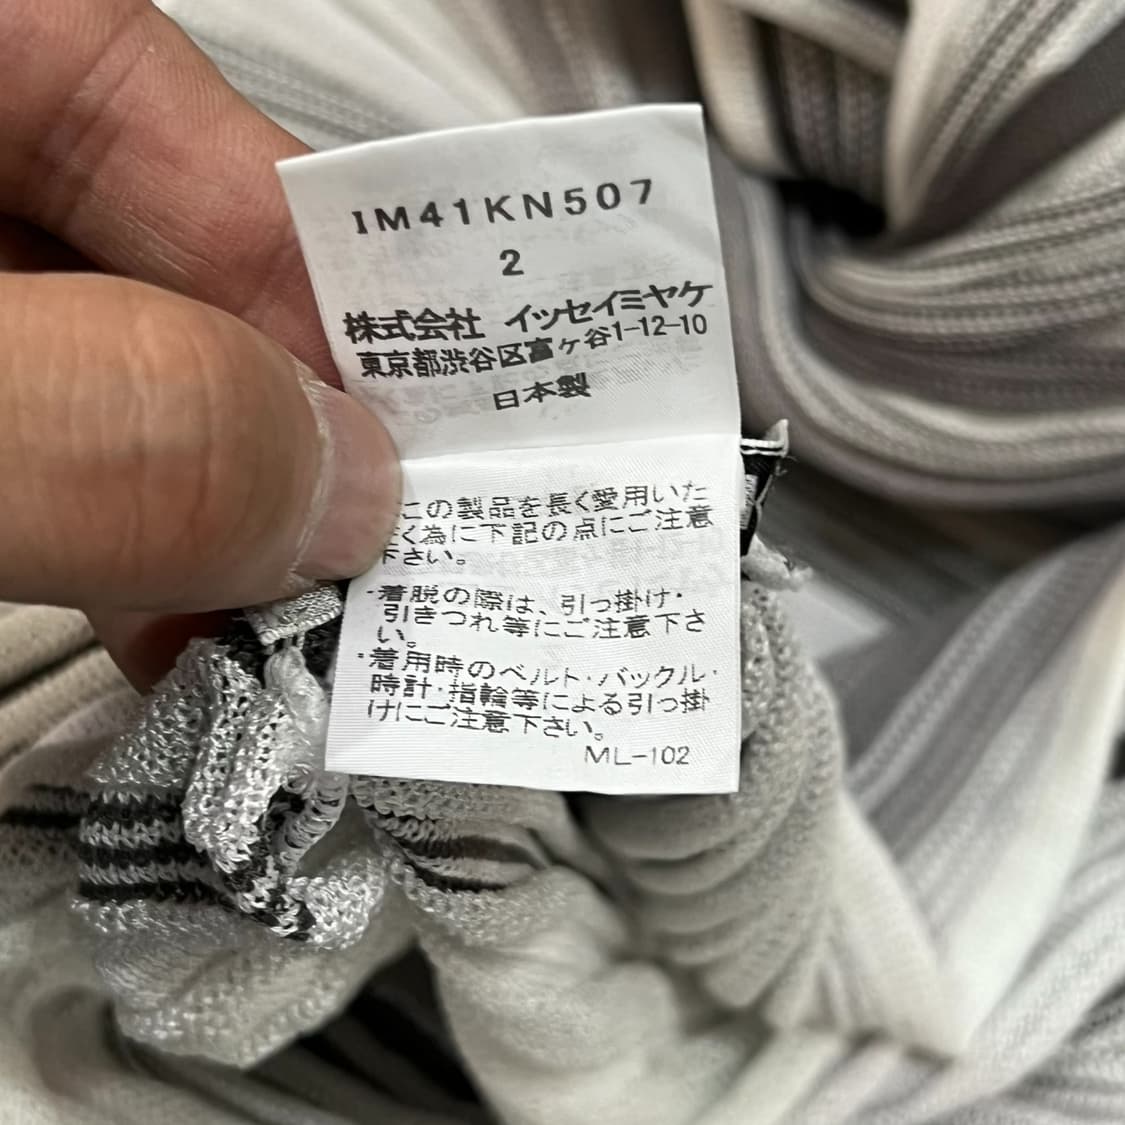 IM41KN507
2
株式会社 イッセイミヤケ
東京都渋谷区富ヶ谷1-12-10
日本製
この製品を長く愛用いた
だく為に下記の点にご注意
下さい。
・着脱の際は、引っ掛け・
引きつれ等にご注意下さ
い。
・着用時のベルト・バックル・
時計・指輪等による引っ掛
けにご注意下さい。
ML-102